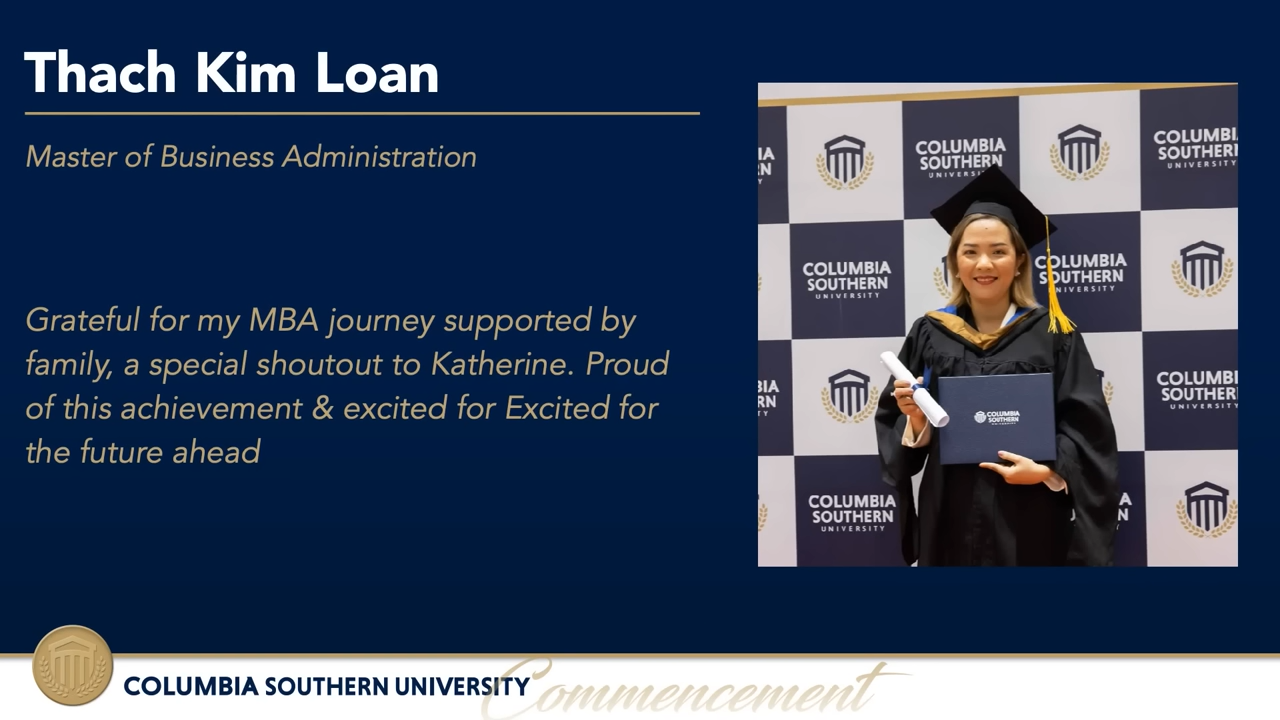 Thach Kim Loan
Master of Business Administration
Grateful for my MBA journey supported by
family, a special shoutout to Katherine. Proud
of this achievement & excited for Excited for
the future ahead
COLUMBIA
SOUTHERN
UNIVERSITY
COLUMBIA
SOUTHERN
UNIVERSITY
COLUMBIA
SOUTHERN
UNIVERSITY
COLUMBIA
SOUTHERN
UNIVERSITY
COLUMBIA
SOUTHERN
UNIVERSITY
COLUMBIA SOUTHERN UNIVERSITY
Commencement